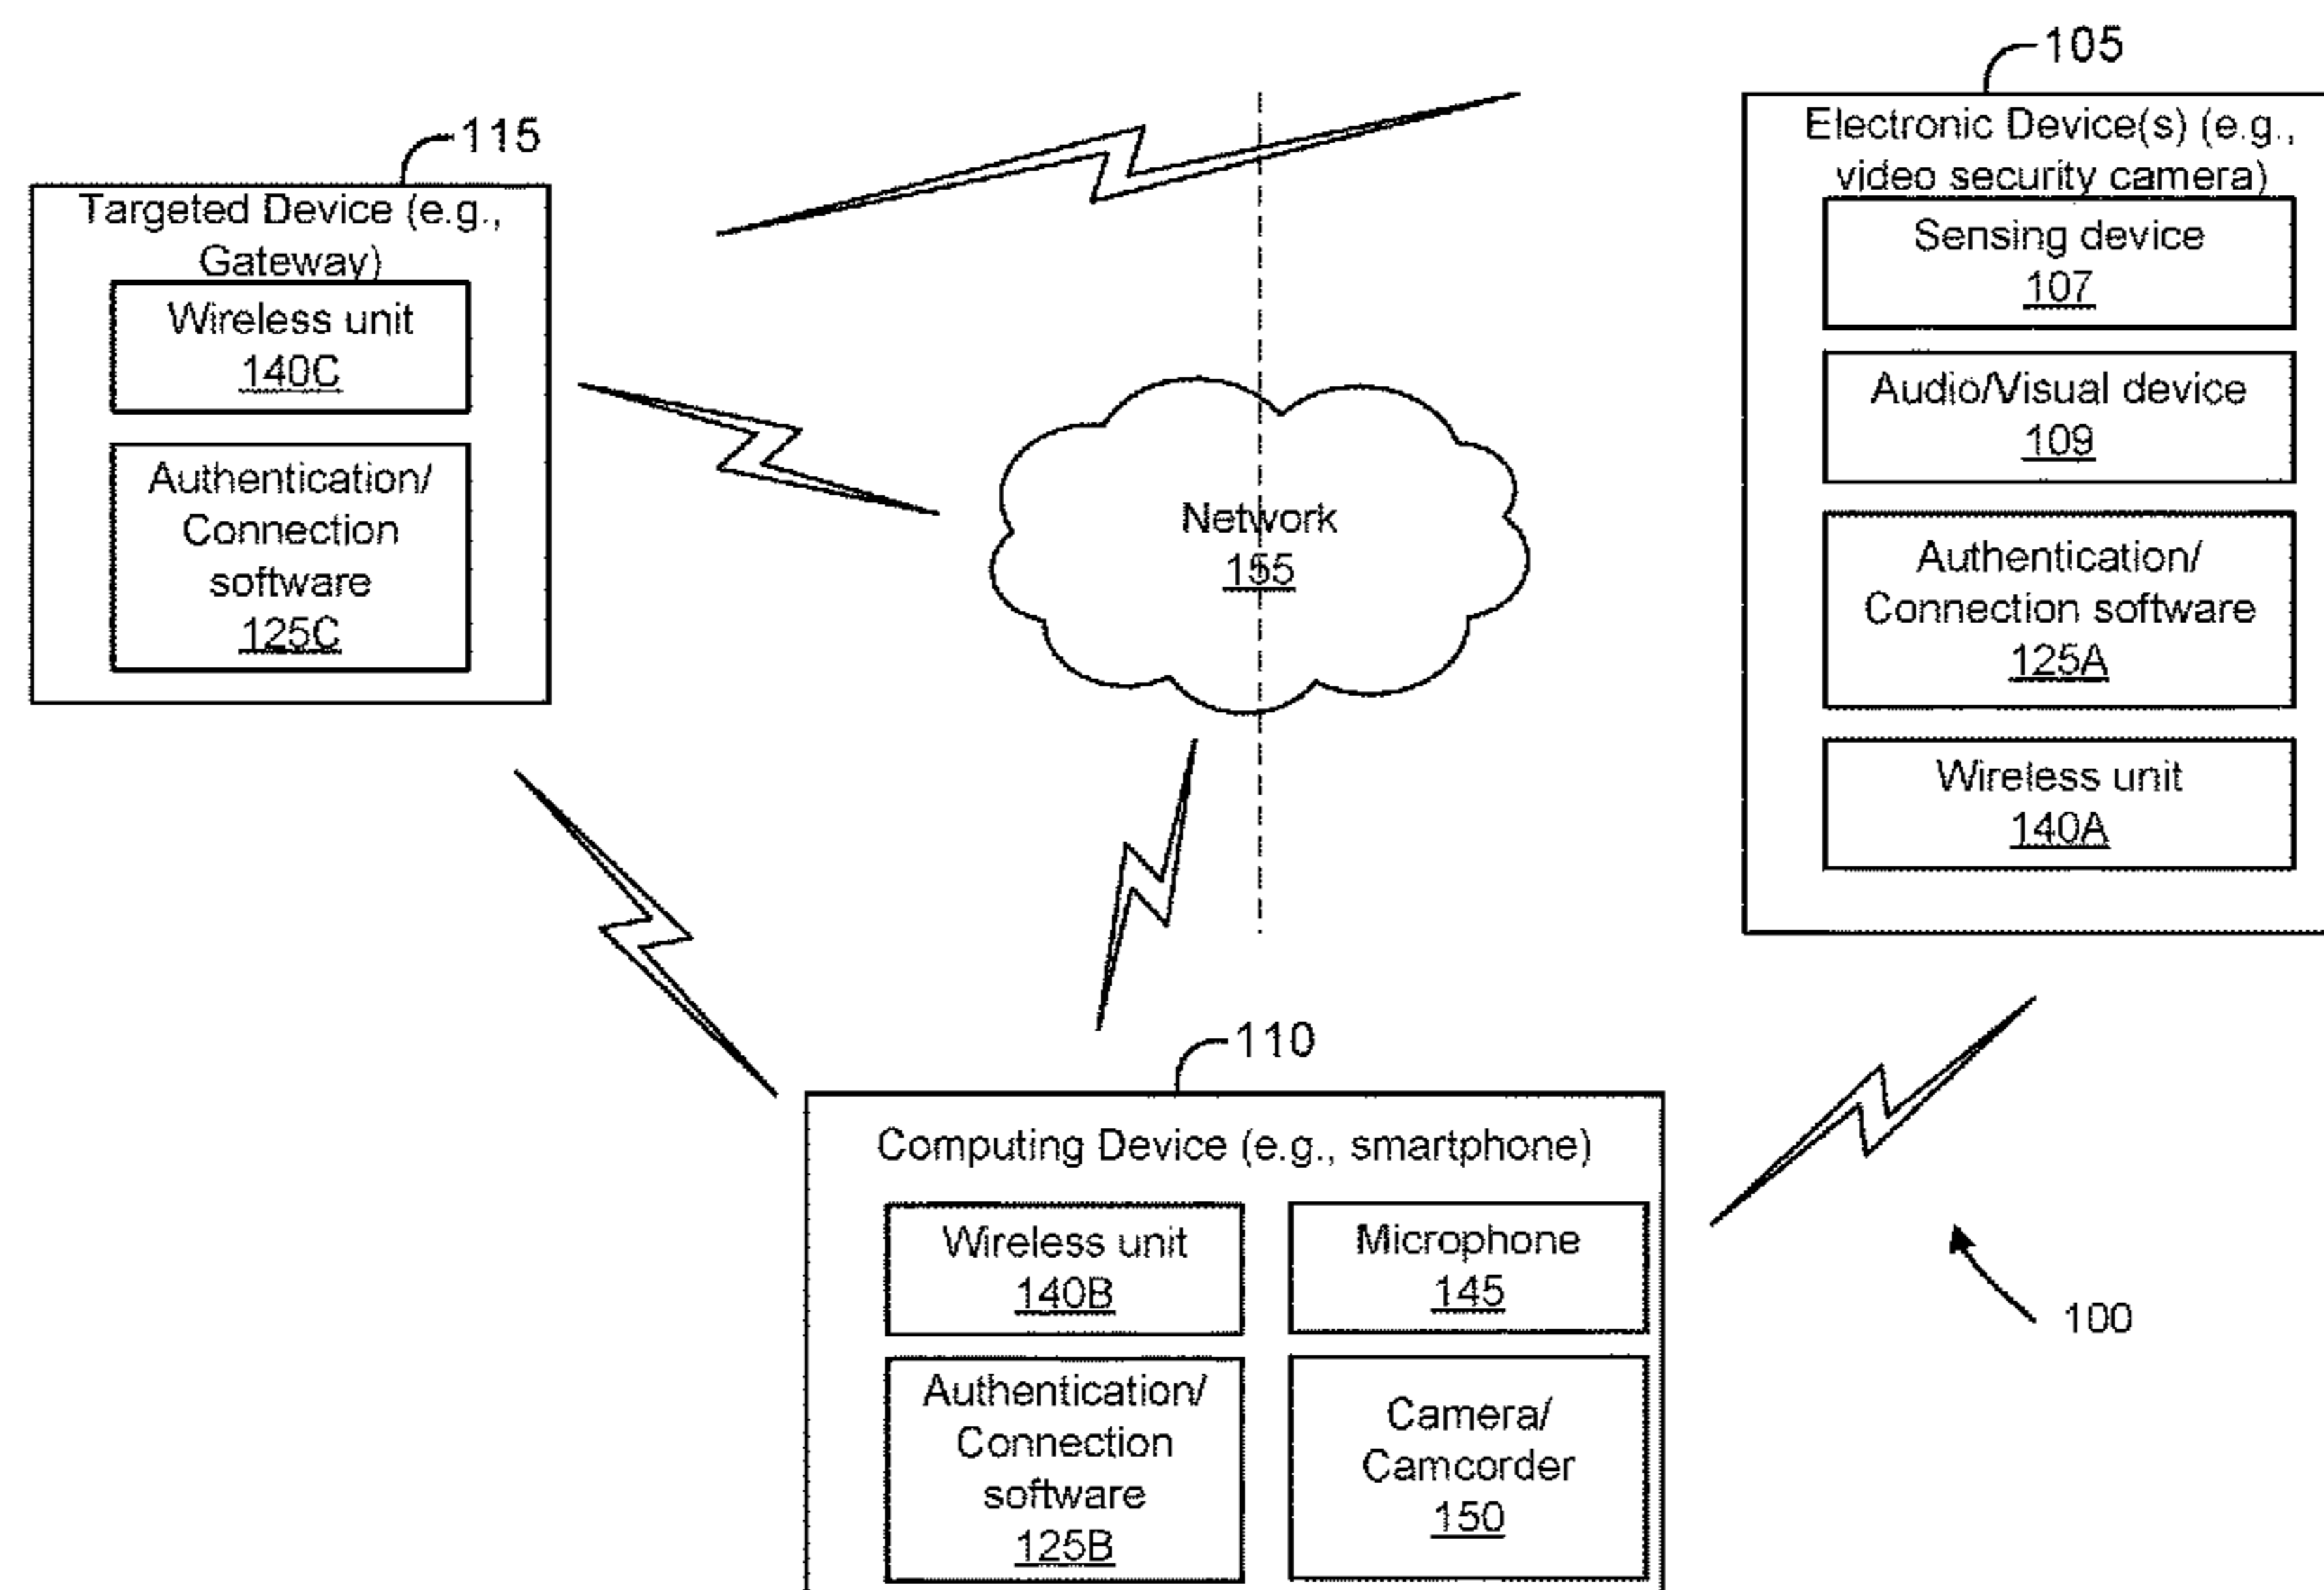 105
Electronic Device(s) (e.g.,
video security camera)
Sensing device
107
Audio/Visual device
109
Authentication/
Connection software
125A
Wireless unit
140A
115
Targeted Device (e.g.,
Gateway)
Wireless unit
140C
Authentication/
Connection
software
125C
Network
155
110
Computing Device (e.g., smartphone)
Wireless unit
140B
Microphone
145
Authentication/
Connection
software
125B
Camera/
Camcorder
150
100